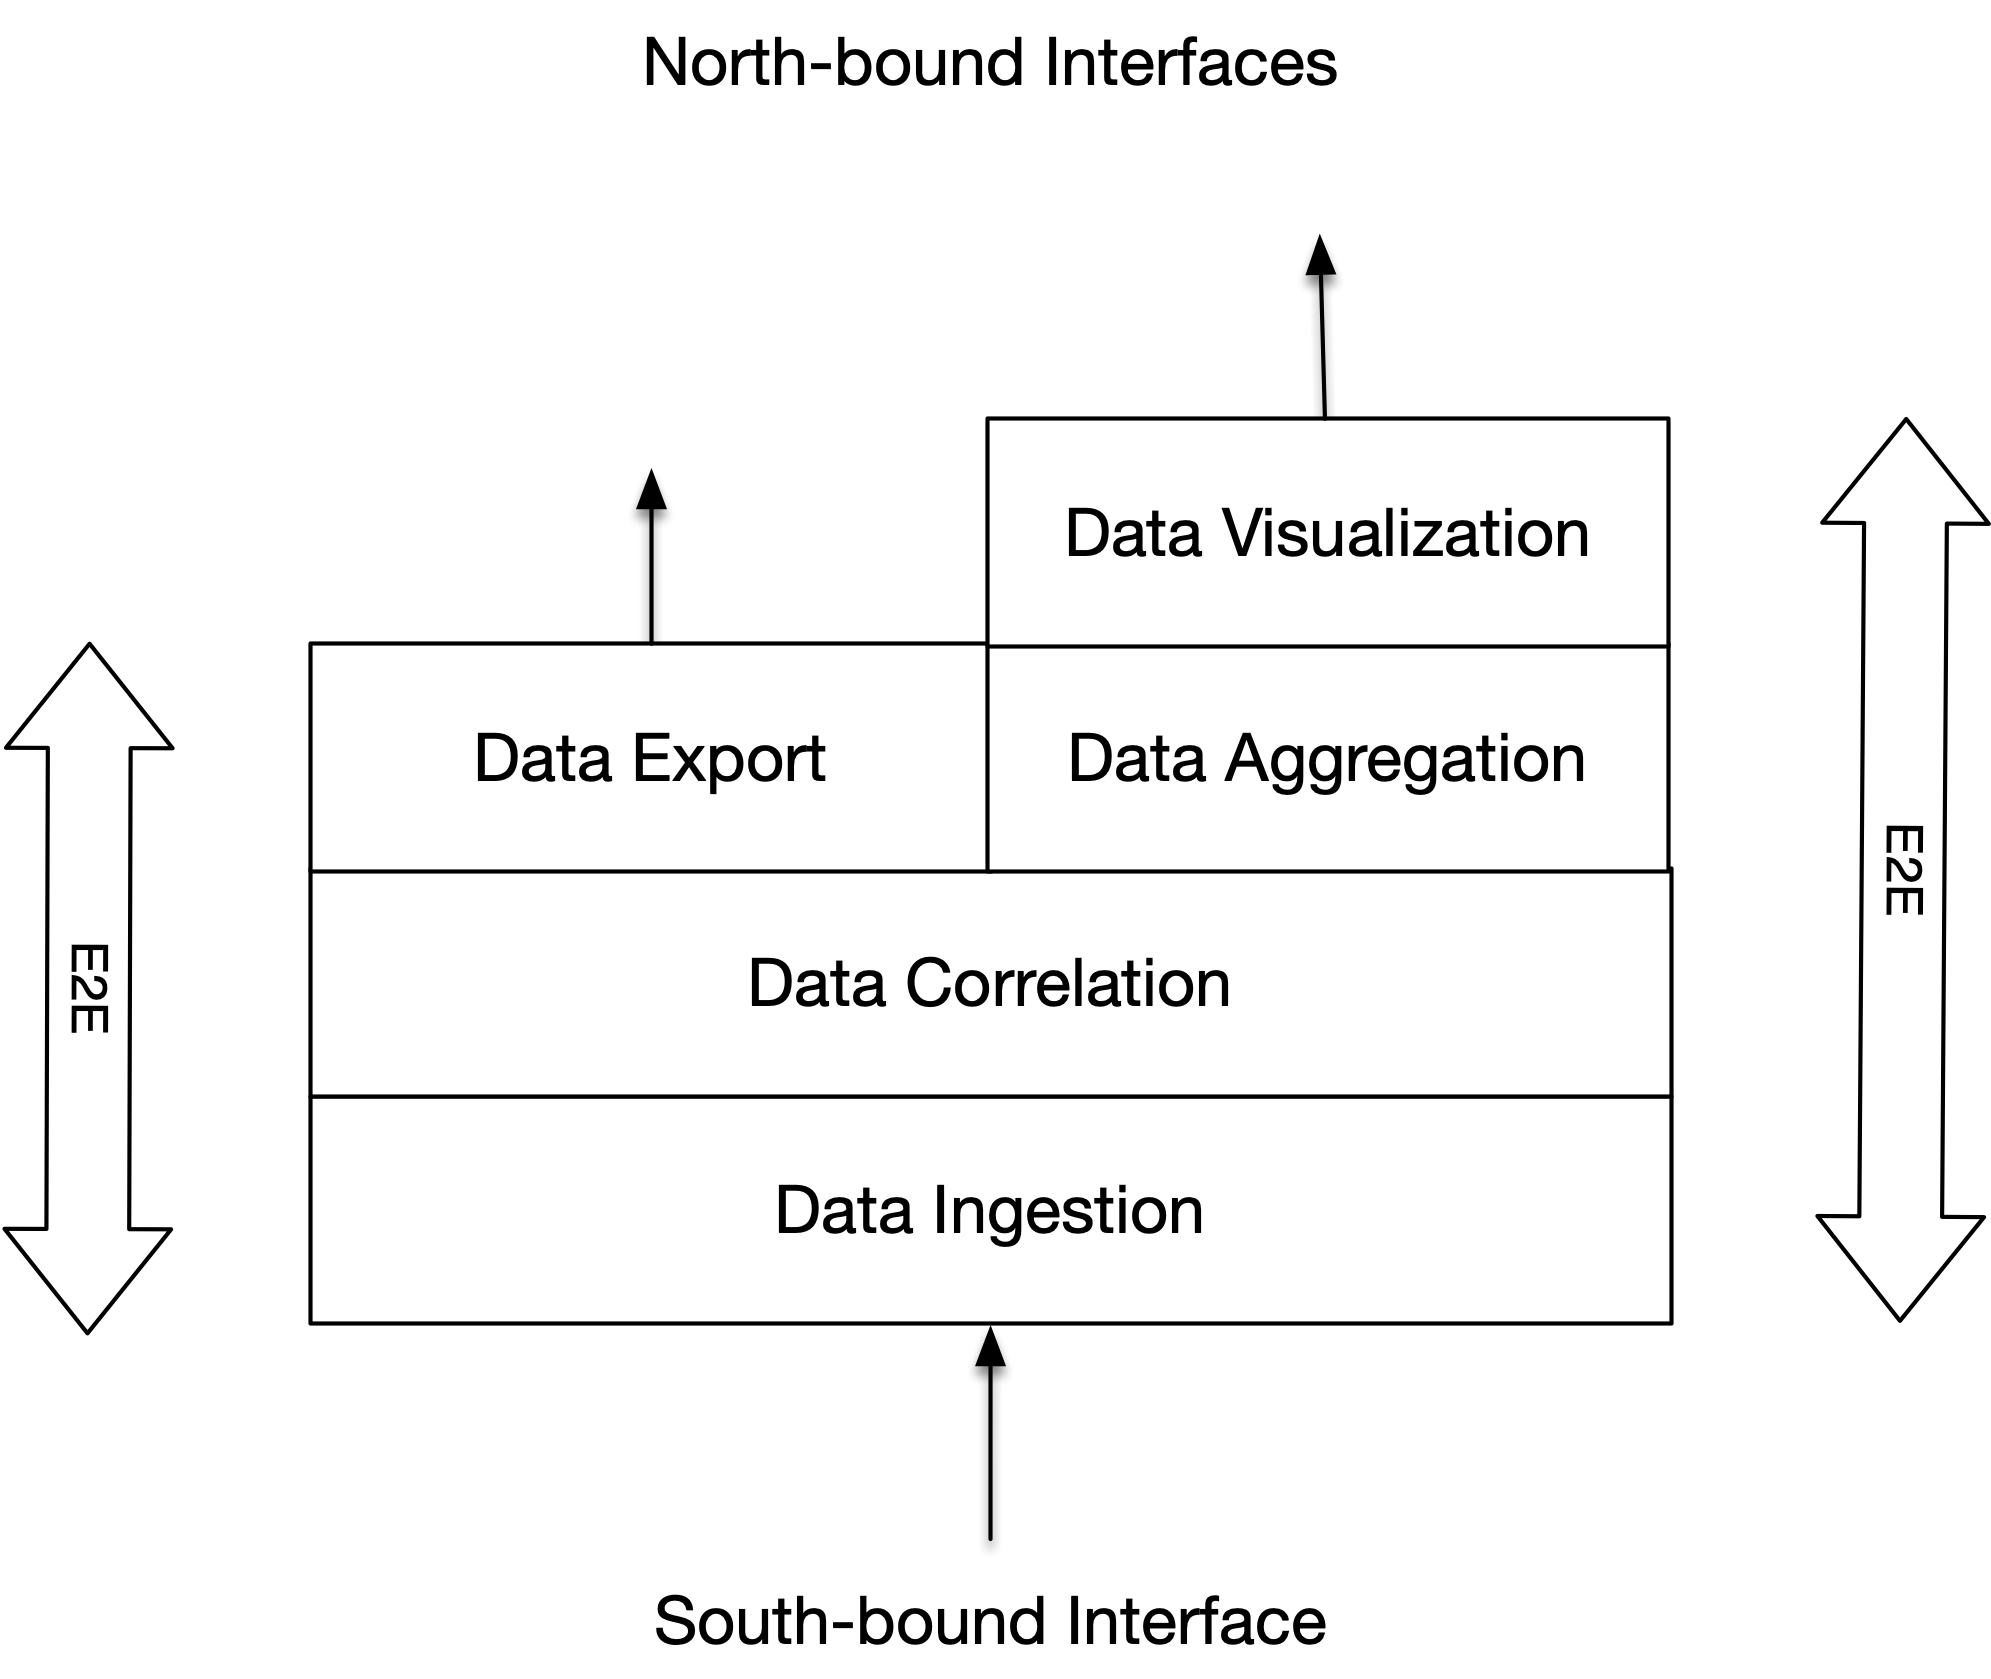 North-bound Interfaces
Data Visualization
Data Export
Data Aggregation
E2E
E2E
Data Correlation
Data Ingestion
South-bound Interface